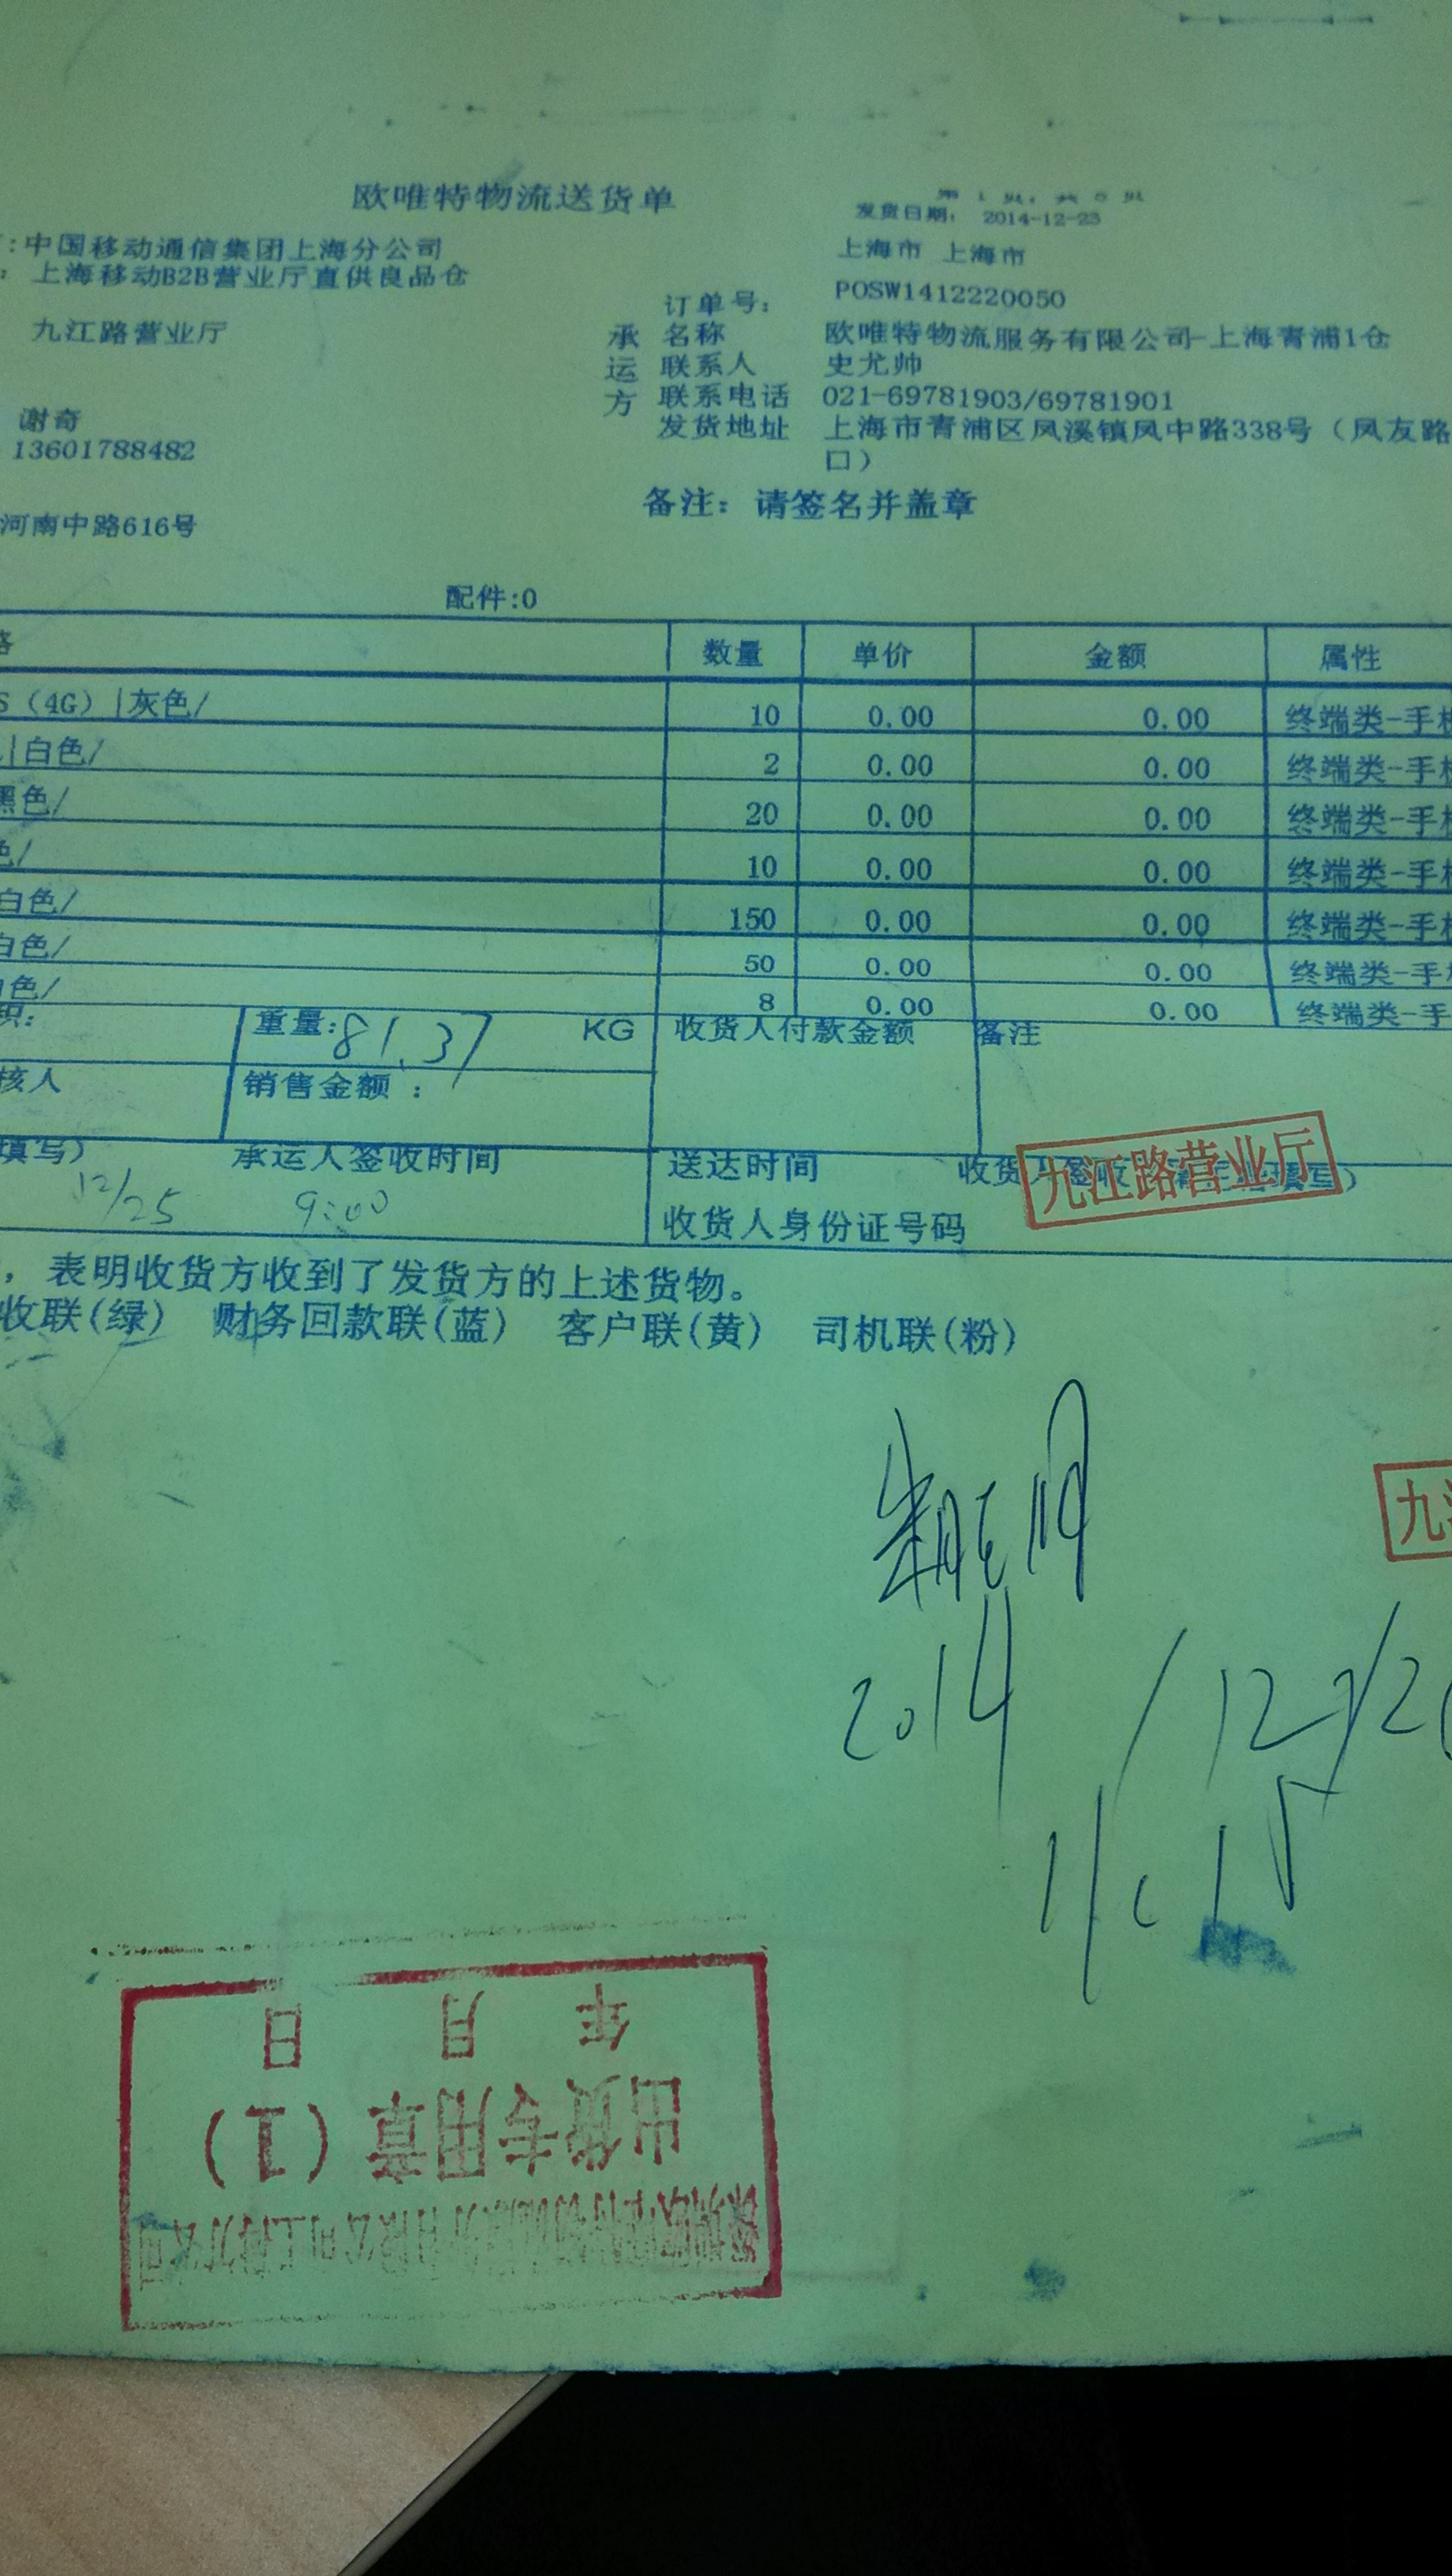 欧唯特物流送货单
发货日期: 2014-12-23
:中国移动通信集团上海分公司
上海市 上海市
: 上海移动B2B营业厅直供良品仓
订单号: POSW1412220050
九江路营业厅
承运方
名称 欧唯特物流服务有限公司-上海青浦1仓
联系人 史尤帅
谢奇
联系电话 021-69781903/69781901
13601788482
发货地址 上海市青浦区凤溪镇凤中路338号（凤友路
口）
备注: 请签名并盖章
河南中路616号
配件:0
数量 单价 金额 属性
S（4G）|灰色/ 10 0.00 0.00 终端类-手
|白色/ 2 0.00 0.00 终端类-手
黑色/ 20 0.00 0.00 终端类-手
色/ 10 0.00 0.00 终端类-手
白色/ 150 0.00 0.00 终端类-手
白色/ 50 0.00 0.00 终端类-手
色/ 8 0.00 0.00 终端类-手
积: 重量:81.37 KG 收货人付款金额 备注
核人 销售金额 :
填写) 承运人签收时间 送达时间 收货
九江路营业厅
12/25 9:00
收货人身份证号码
, 表明收货方收到了发货方的上述货物。
收联(绿) 财务回款联(蓝) 客户联(黄) 司机联(粉)
九
2014/12/2
年 月 日
出货专用章（1）